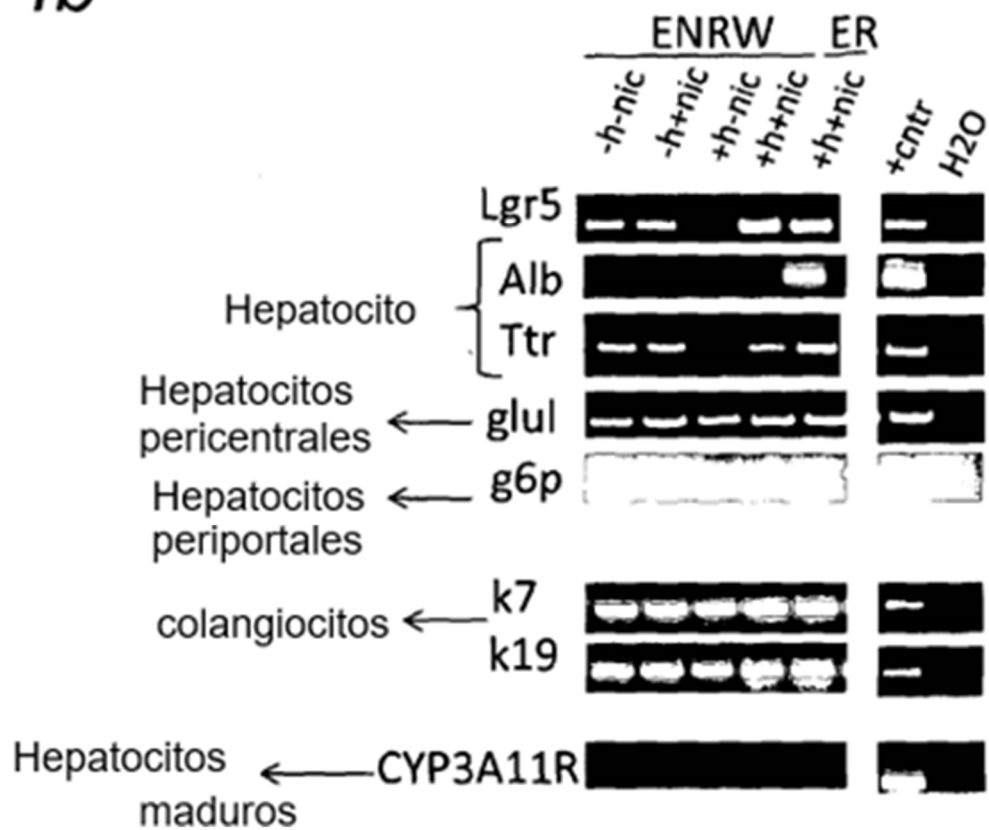 ENRW ER
-h-nic -h+nic +h-nic +h+nic +h+nic +cntr H2O
Lgr5
Alb
Hepatocito
Ttr
Hepatocitos
pericentrales
glul
g6p
Hepatocitos
periportales
k7
colangiocitos
k19
Hepatocitos
maduros
CYP3A11R